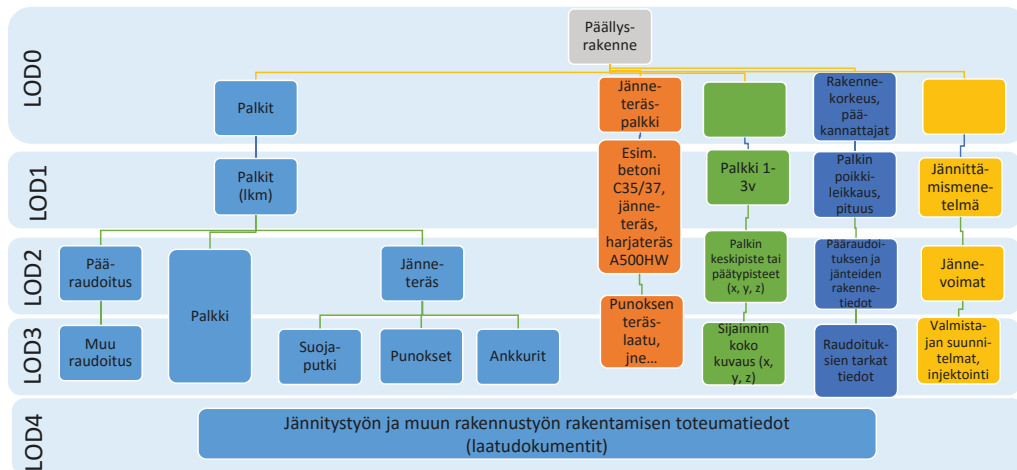 LOD0
Päällys-
rakenne
Palkit
Jänne-
teräs-
palkki
Rakenne-
korkeus,
pää-
kannattajat
LOD1
Palkit
(lkm)
Esim.
betoni
C35/37,
jänne-
teräs,
harjateräs
A500HW
Palkki 1-
3v
Palkin
poikki-
leikkaus,
pituus
Jännittä-
mismene-
telmä
LOD2
Pää-
raudoitus
Palkki
Jänne-
teräs
Palkin
keskipiste tai
päätypisteet
(x, y, z)
Pääraudoi-
tuksen ja
jänteiden
rakenne-
tiedot
Jänne-
voimat
LOD3
Muu
raudoitus
Suoja-
putki
Punokset
Ankkurit
Punoksen
teräs-
laatu,
jne...
Sijainnin
koko
kuvaus (x,
y, z)
Raudoituk-
sien tarkat
tiedot
Valmista-
jan suunni-
telmat,
injektointi
LOD4
Jännitystyön ja muun rakennustyön rakentamisen toteumatiedot
(laatudokumentit)